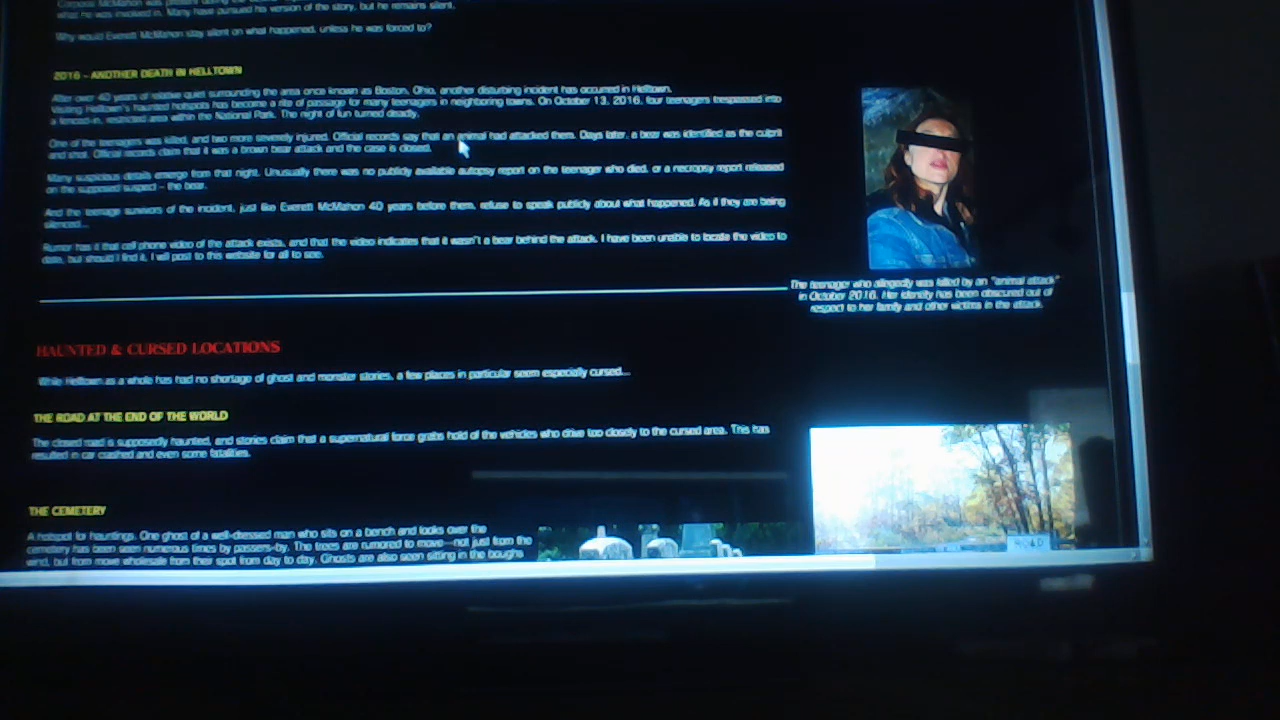 what he was involved in. Many have pursued his version of the story, but he remains silent.
Why would Everett McMahon stay silent on what happened, unless he was forced to?
2016 - ANOTHER DEATH IN HELLTOWN
After over 40 years of relative quiet surrounding the area once known as Boston, Ohio, another disturbing incident has occurred in Helltown.
Visiting Helltown's haunted hotspots has become a rite of passage for many teenagers in neighboring towns. On October 13, 2016, four teenagers trespassed into
a fenced-in, restricted area within the National Park. The night of fun turned deadly.
One of the teenagers was killed, and two more severely injured. Official records say that an animal had attacked them. Days later, a bear was identified as the culprit
and shot. Official records claim that it was a brown bear attack and the case is closed.
Many suspicious details emerge from that night. Unusually there was no publicly available autopsy report on the teenager who died, or a necropsy report released
on the supposed suspect – the bear.
And the teenage survivors of the incident, just like Everett McMahon 40 years before them, refuse to speak publicly about what happened. As if they are being
silenced...
Rumor has it that cell phone video of the attack exists, and that the video indicates that it wasn't a bear behind the attack. I have been unable to locate the video to
date, but should I find it, I will post to this website for all to see.
The teenager who allegedly was killed by an "animal attack"
in October 2016. Her identity has been obscured out of
respect to her family and other victims in the attack.
HAUNTED & CURSED LOCATIONS
While Helltown as a whole has had no shortage of ghost and monster stories, a few places in particular seem especially cursed...
THE ROAD AT THE END OF THE WORLD
The closed road is supposedly haunted, and stories claim that a supernatural force grabs hold of the vehicles who drive too closely to the cursed area. This has
resulted in car crashed and even some fatalities.
THE CEMETERY
A hotspot for hauntings. One ghost of a well-dressed man who sits on a bench and looks over the
cemetery has been seen numerous times by passers-by. The trees are rumored to move—not just from the
wind, but from move wholesale from their spot from day to day. Ghosts are also seen sitting in the boughs